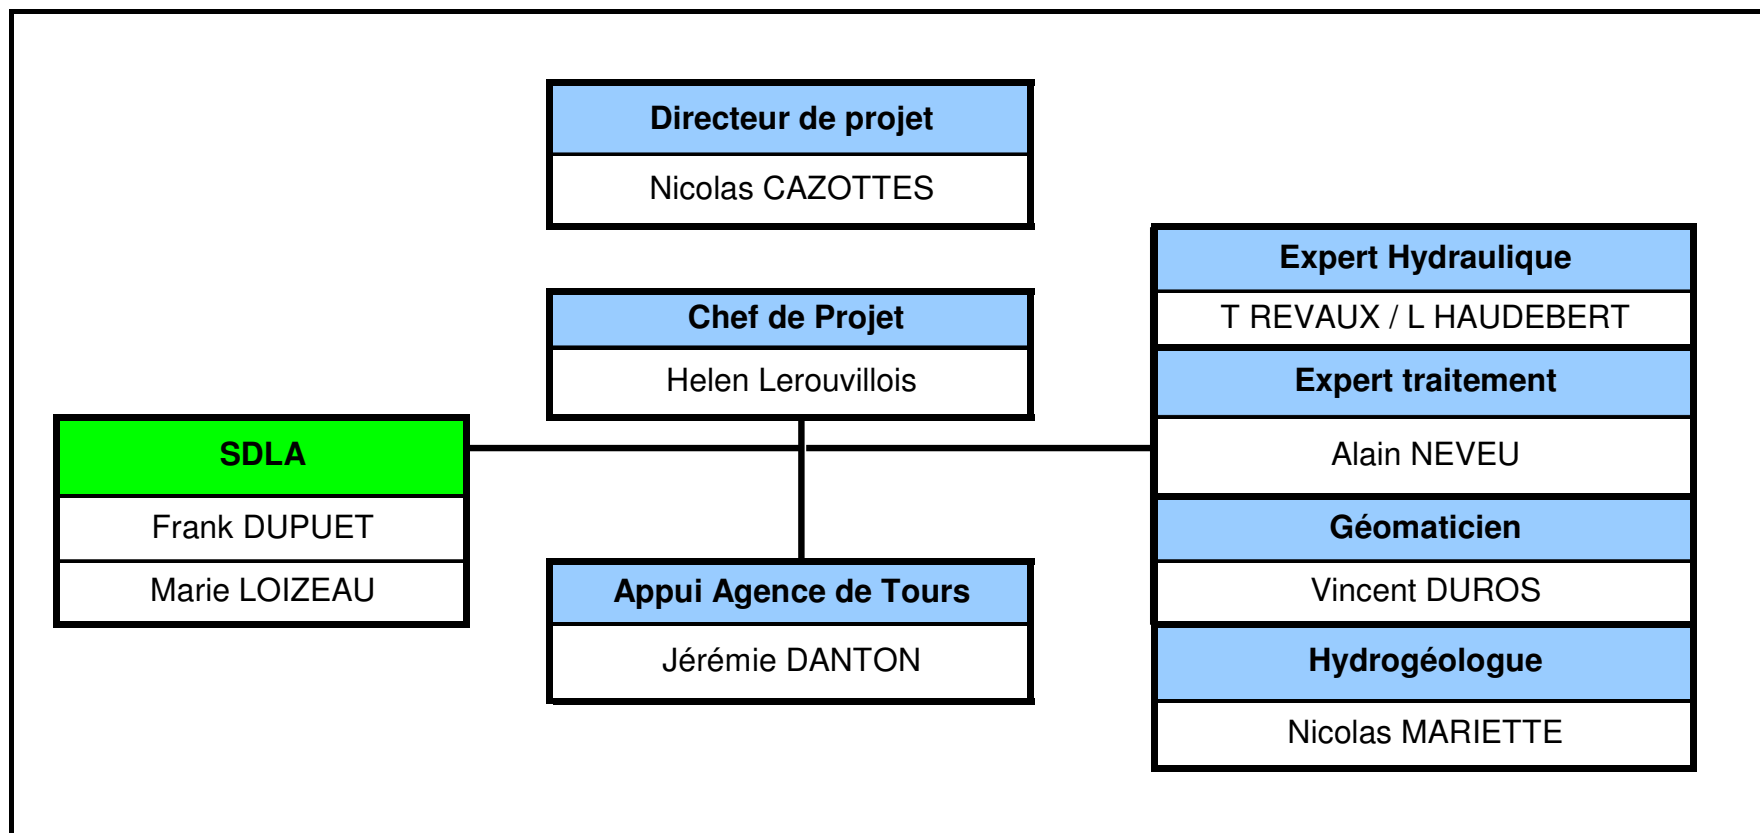 Directeur de projet
Nicolas CAZOTTES
Chef de Projet
Helen Lerouvillois
SDLA
Frank DUPUET
Marie LOIZEAU
Appui Agence de Tours
Jérémie DANTON
Expert Hydraulique
T REVAUX / L HAUDEBERT
Expert traitement
Alain NEVEU
Géomaticien
Vincent DUROS
Hydrogéologue
Nicolas MARIETTE